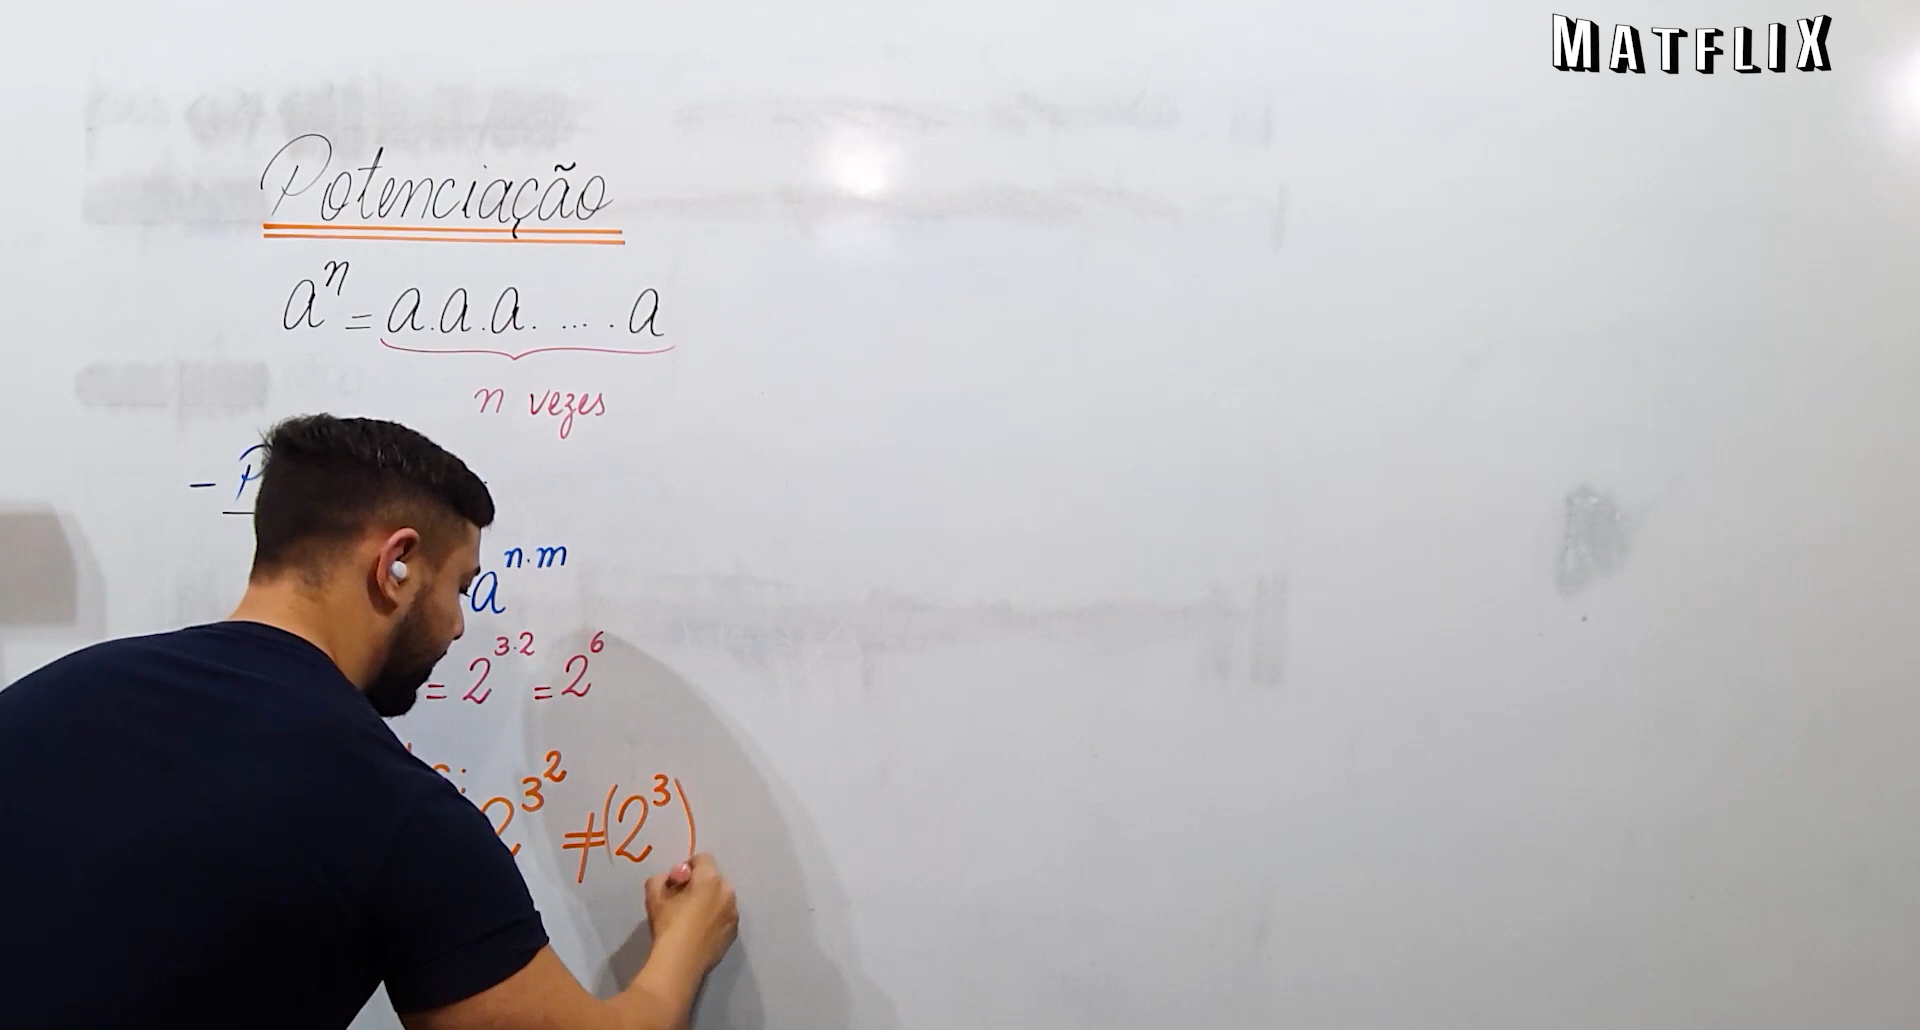 MATFLIX
Potenciação
aⁿ = a.a.a. ... . a
n vezes
- P
a^{n.m}
= 2^{3.2} = 2^6
2^{3^2} ≠ (2^3)